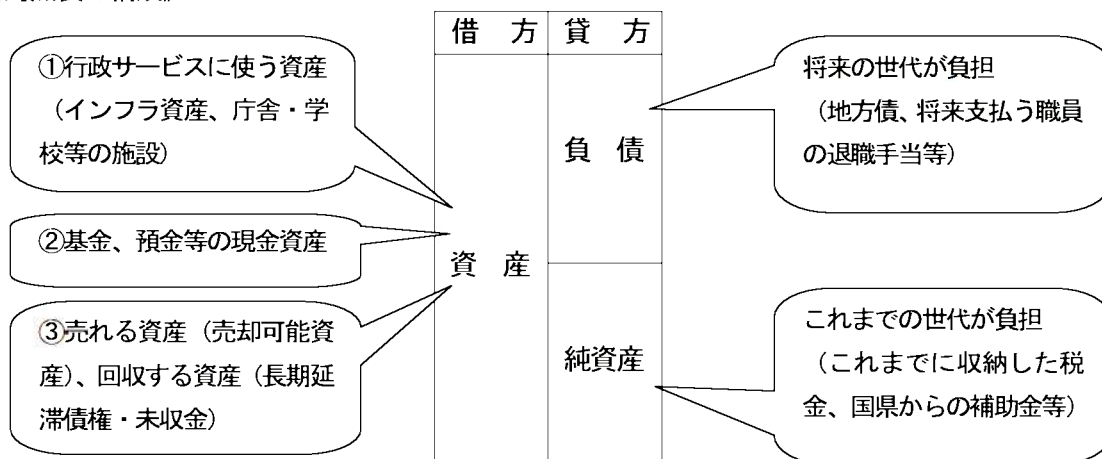 借 方 貸 方
①行政サービスに使う資産
（インフラ資産、庁舎・学
校等の施設）
②基金、預金等の現金資産
③売れる資産（売却可能資
産）、回収する資産（長期延
滞債権・未収金）
資 産
負 債
純資産
将来の世代が負担
（地方債、将来支払う職員
の退職手当等）
これまでの世代が負担
（これまでに収納した税
金、国県からの補助金等）